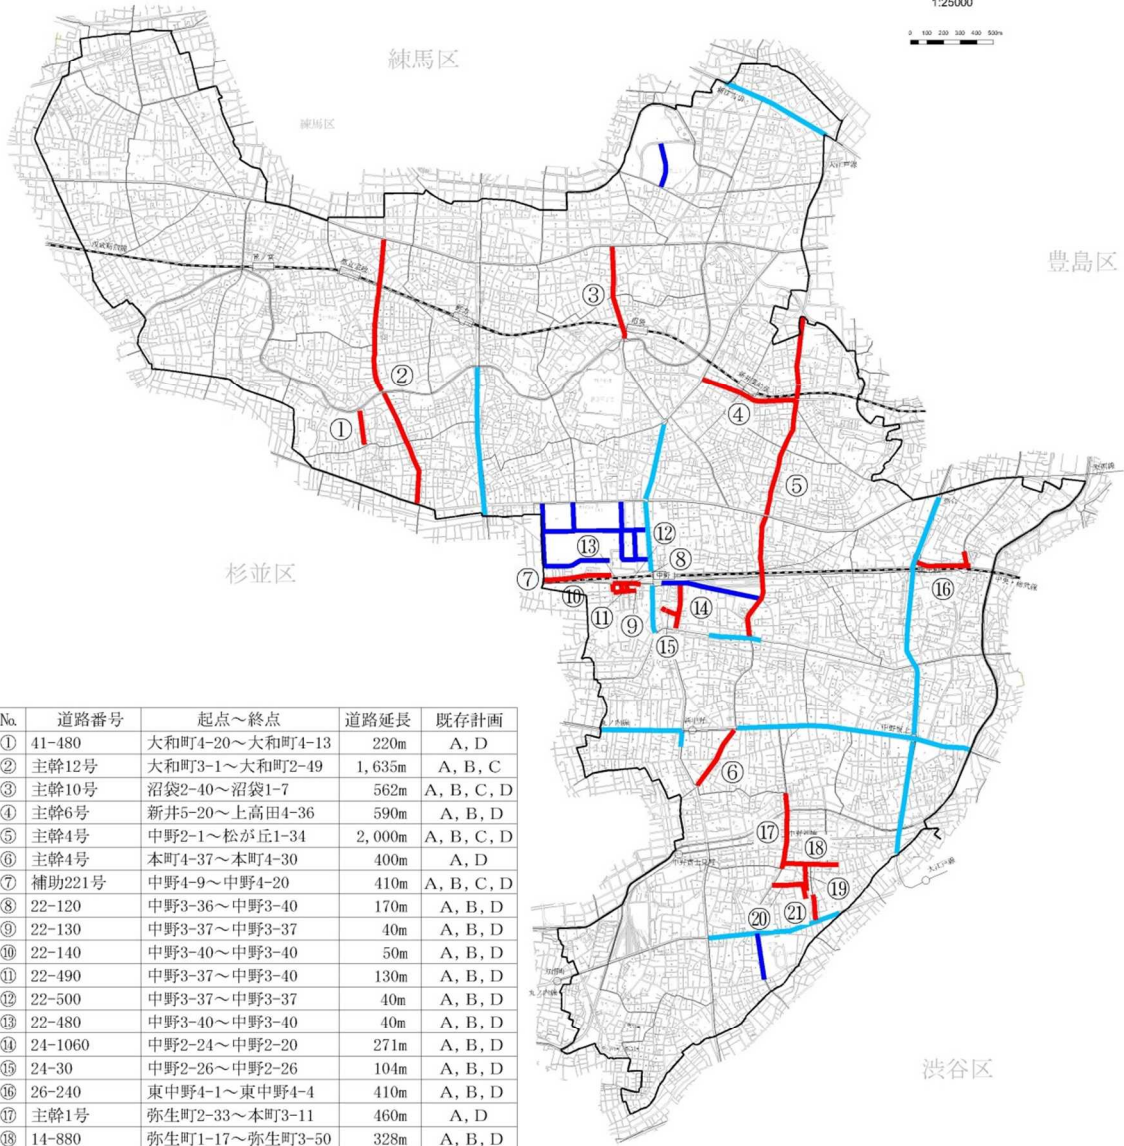 1:25000
0 100 200 300 400 500m
練馬区
練馬区
豊島区
杉並区
渋谷区
①
②
③
④
⑤
⑥
⑦
⑧
⑨
⑩
⑪
⑫
⑬
⑭
⑮
⑯
⑰
⑱
⑲
⑳
㉑
中野
No. 道路番号 起点～終点 道路延長 既存計画
① 41-480 大和町4-20～大和町4-13 220m A, D
② 主幹12号 大和町3-1～大和町2-49 1,635m A, B, C
③ 主幹10号 沼袋2-40～沼袋1-7 562m A, B, C, D
④ 主幹6号 新井5-20～上高田4-36 590m A, B, D
⑤ 主幹4号 中野2-1～松が丘1-34 2,000m A, B, C, D
⑥ 主幹4号 本町4-37～本町4-30 400m A, D
⑦ 補助221号 中野4-9～中野4-20 410m A, B, C, D
⑧ 22-120 中野3-36～中野3-40 170m A, B, D
⑨ 22-130 中野3-37～中野3-37 40m A, B, D
⑩ 22-140 中野3-40～中野3-40 50m A, B, D
⑪ 22-490 中野3-37～中野3-40 130m A, B, D
⑫ 22-500 中野3-37～中野3-37 40m A, B, D
⑬ 22-480 中野3-40～中野3-40 40m A, B, D
⑭ 24-1060 中野2-24～中野2-20 271m A, B, D
⑮ 24-30 中野2-26～中野2-26 104m A, B, D
⑯ 26-240 東中野4-1～東中野4-4 410m A, B, D
⑰ 主幹1号 弥生町2-33～本町3-11 460m A, D
⑱ 14-880 弥生町1-17～弥生町3-50 328m A, B, D